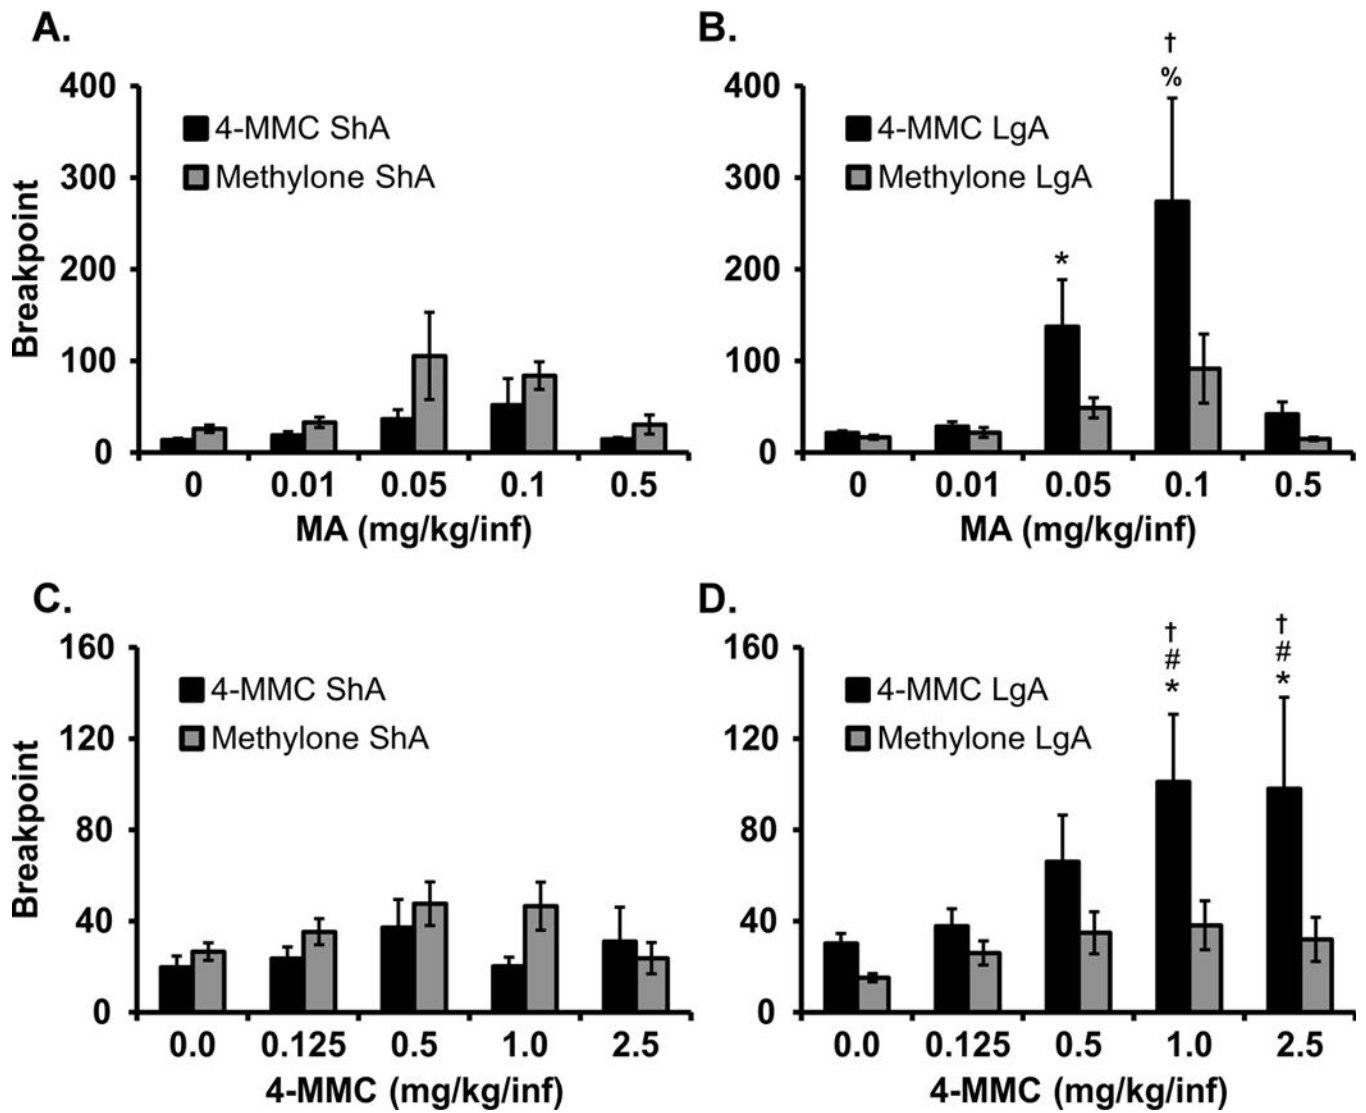 A.
400
300
200
100
0
Breakpoint
4-MMC ShA
Methylone ShA
0 0.01 0.05 0.1 0.5
MA (mg/kg/inf)
B.
†
%
*
400
300
200
100
0
4-MMC LgA
Methylone LgA
0 0.01 0.05 0.1 0.5
MA (mg/kg/inf)
C.
160
120
80
40
0
Breakpoint
4-MMC ShA
Methylone ShA
0.0 0.125 0.5 1.0 2.5
4-MMC (mg/kg/inf)
D.
† †
# #
* *
160
120
80
40
0
4-MMC LgA
Methylone LgA
0.0 0.125 0.5 1.0 2.5
4-MMC (mg/kg/inf)